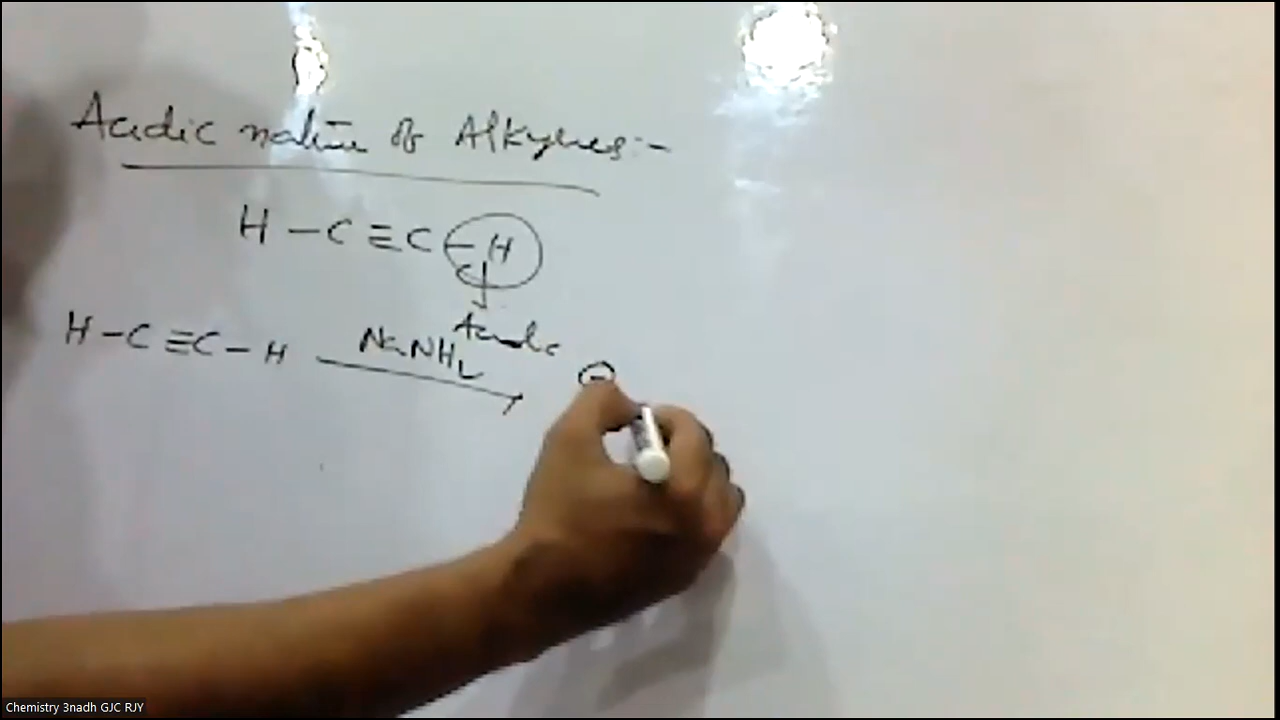 Acidic nature of Alkynes:-
H - C ≡ C - H
Acidic
H - C ≡ C - H NaNH₂
⊖
Chemistry 3nadh GJC RJY